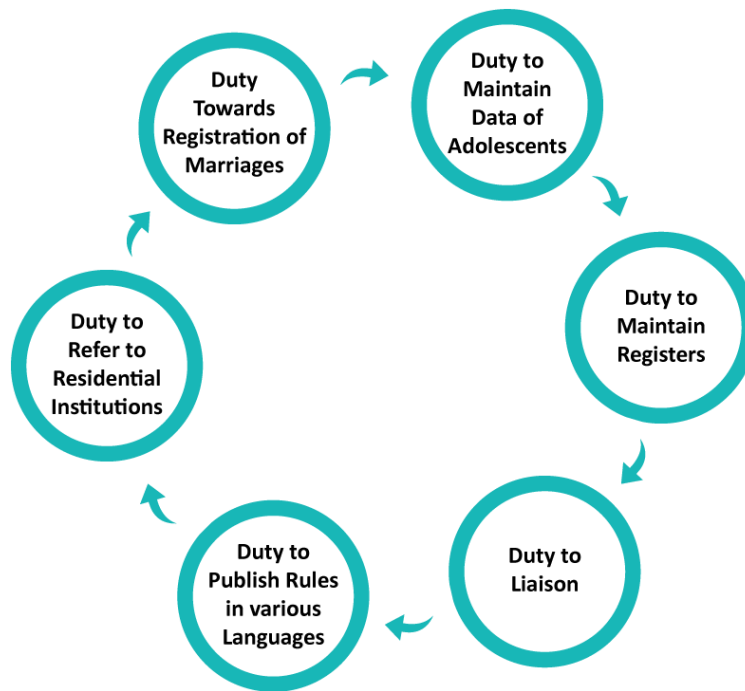 Duty
Towards
Registration of
Marriages
Duty to
Maintain
Data of
Adolescents
Duty to
Maintain
Registers
Duty to
Liaison
Duty to
Publish Rules
in various
Languages
Duty to
Refer to
Residential
Institutions